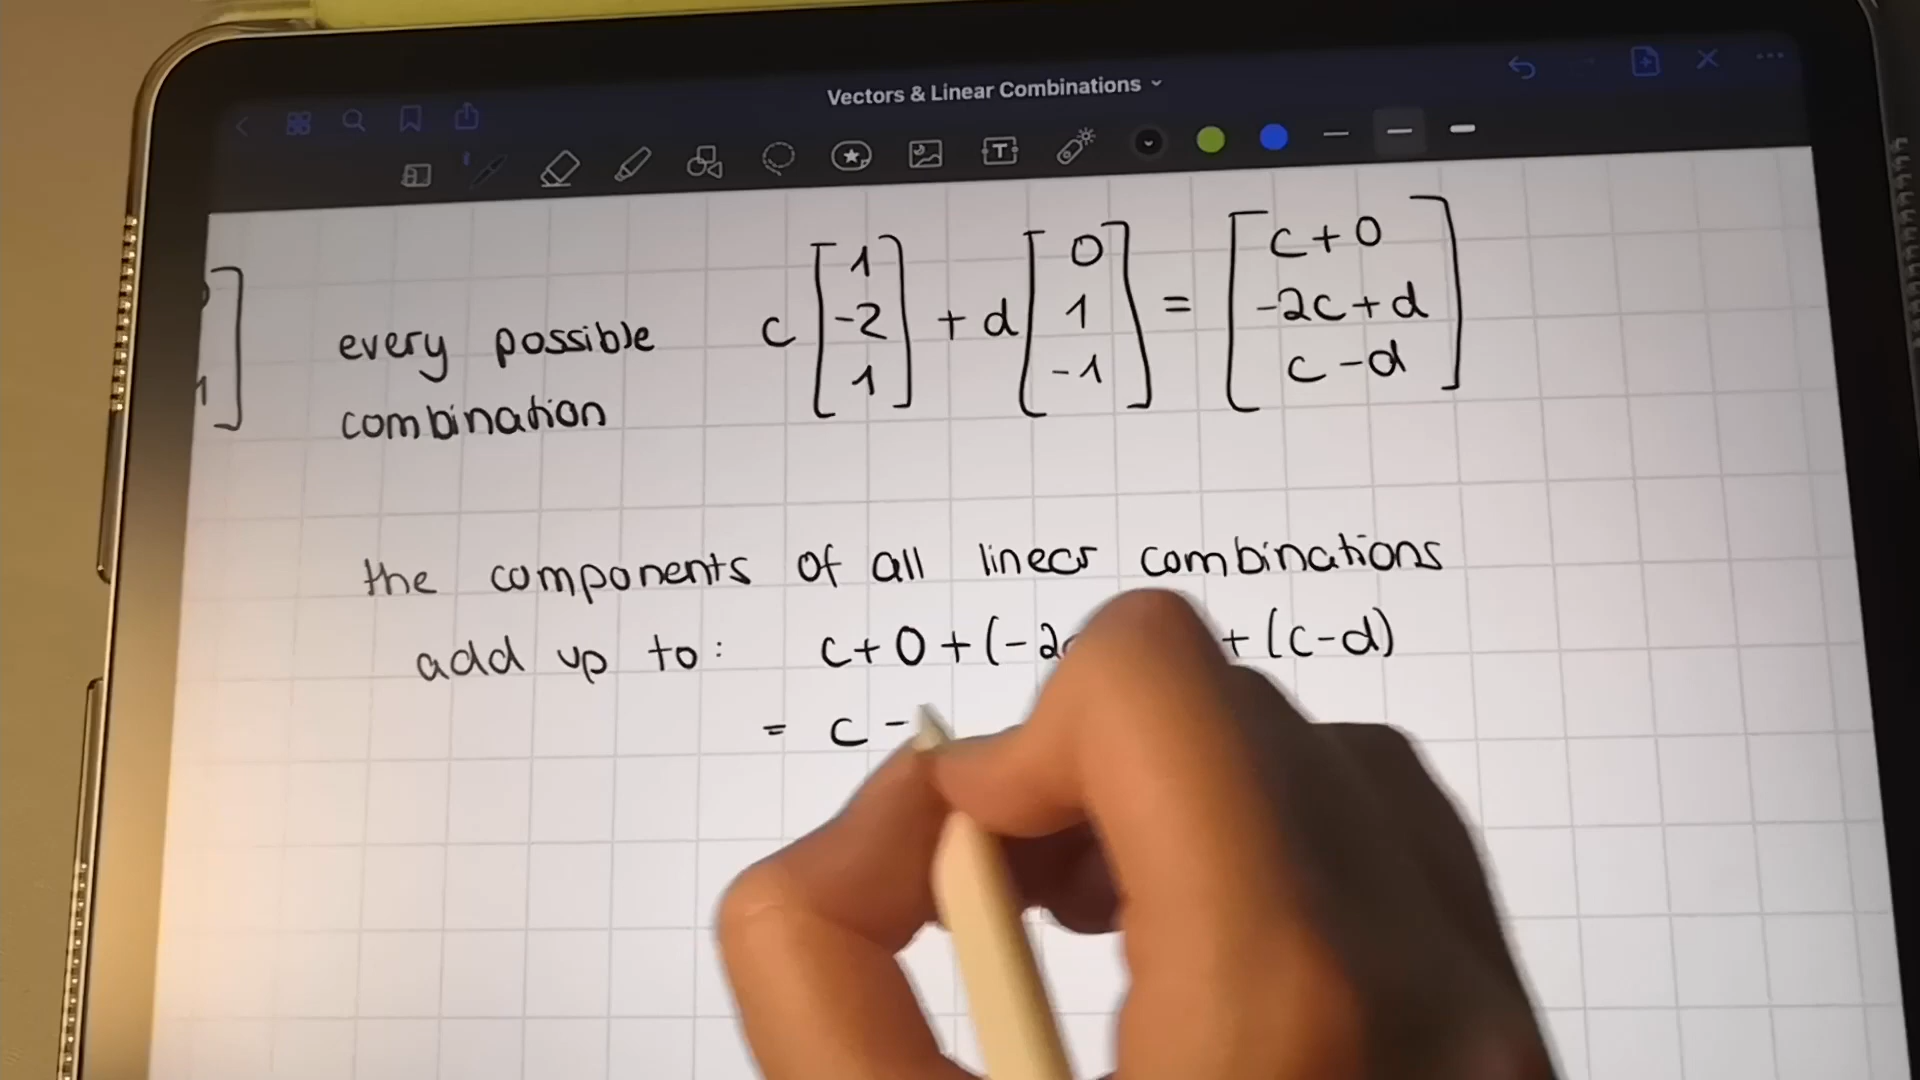 Vectors & Linear Combinations
every possible combination
c [1 -2 1] + d [0 1 -1] = [c+0 -2c+d c-d]
the components of all linecr combinations
add up to: c+0+(-2 + (c-d)
= c -